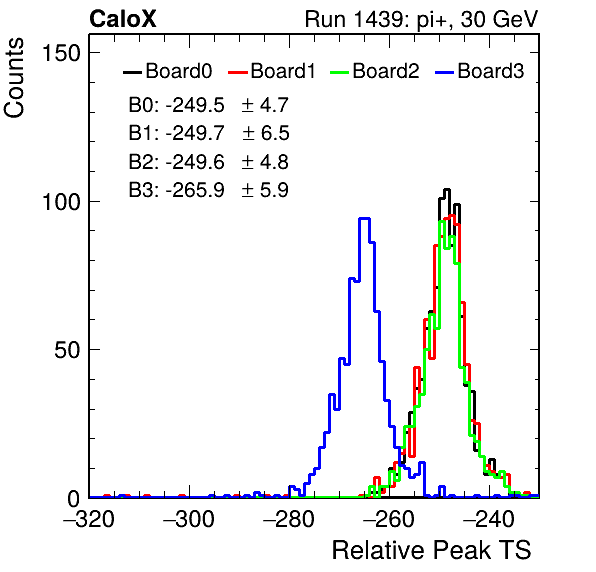 CaloX Run 1439: pi+, 30 GeV
Counts
150
100
50
0
Board0 Board1 Board2 Board3
B0: -249.5 ± 4.7
B1: -249.7 ± 6.5
B2: -249.6 ± 4.8
B3: -265.9 ± 5.9
−320 −300 −280 −260 −240
Relative Peak TS